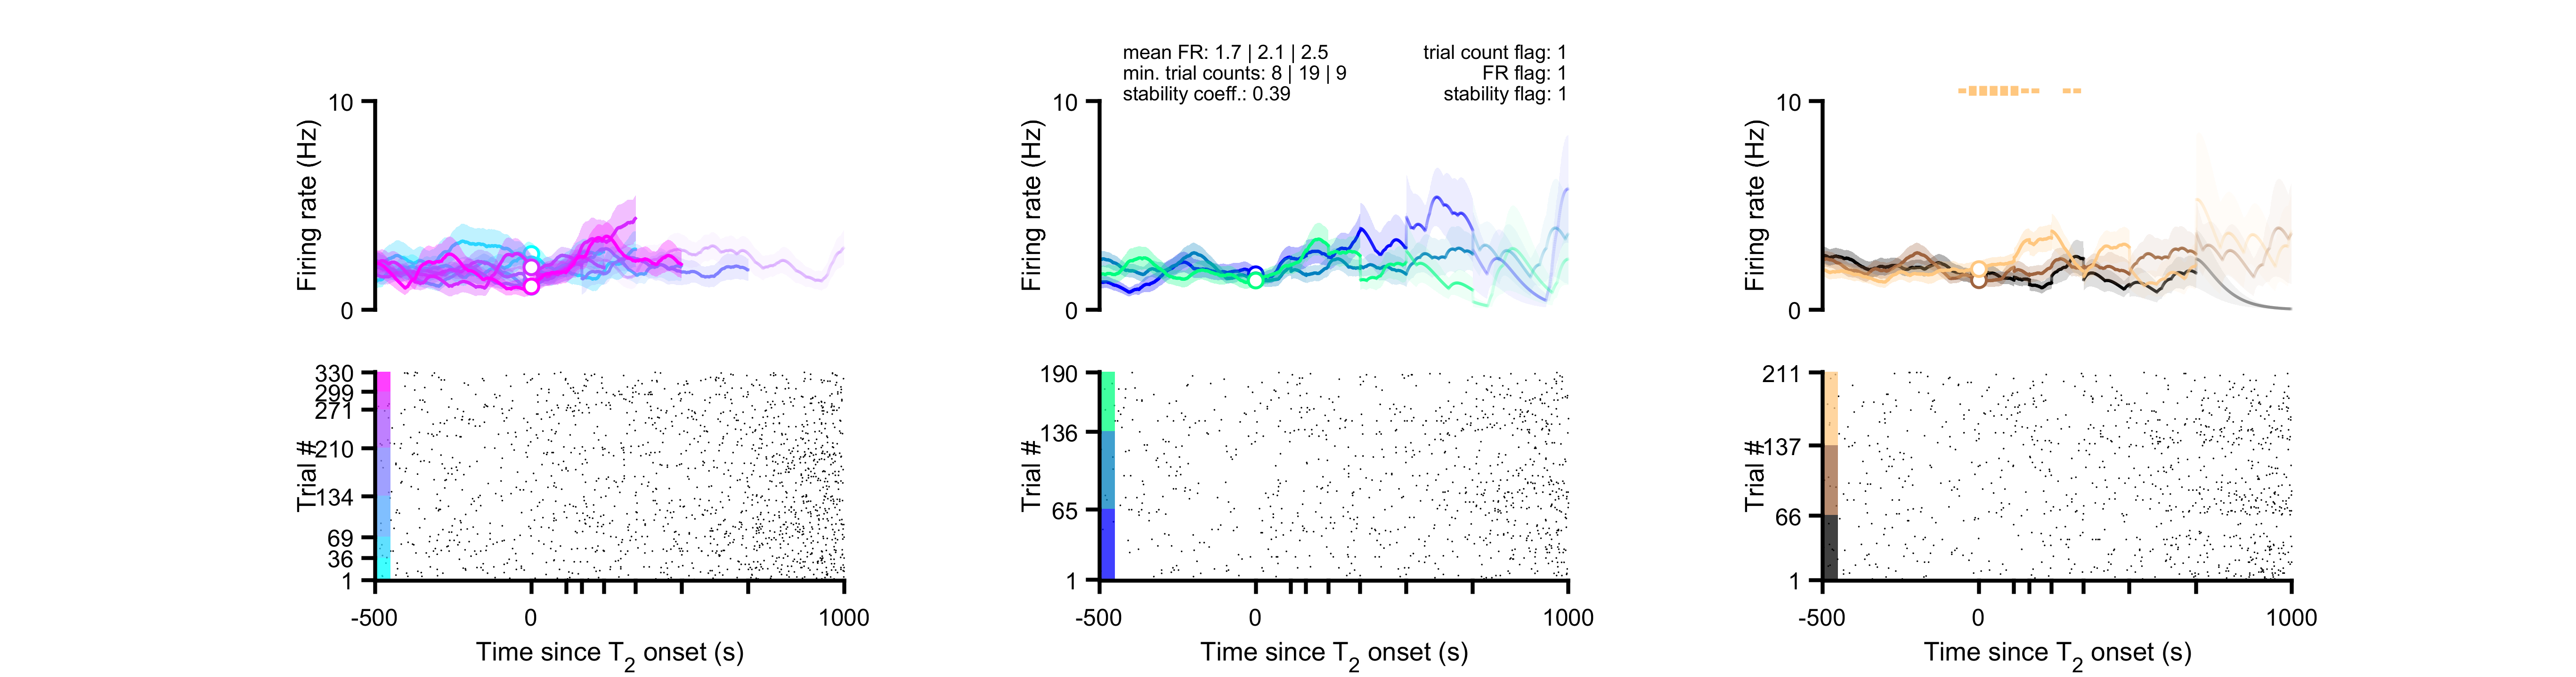 mean FR: 1.7 | 2.1 | 2.5
min. trial counts: 8 | 19 | 9
stability coeff.: 0.39
trial count flag: 1
FR flag: 1
stability flag: 1
10
Firing rate (Hz)
0
10
Firing rate (Hz)
0
10
Firing rate (Hz)
0
330
299
271
210
134
69
36
1
Trial #
-500
0
1000
Time since T2 onset (s)
190
136
65
1
Trial #
-500
0
1000
Time since T2 onset (s)
211
137
66
1
Trial #
-500
0
1000
Time since T2 onset (s)